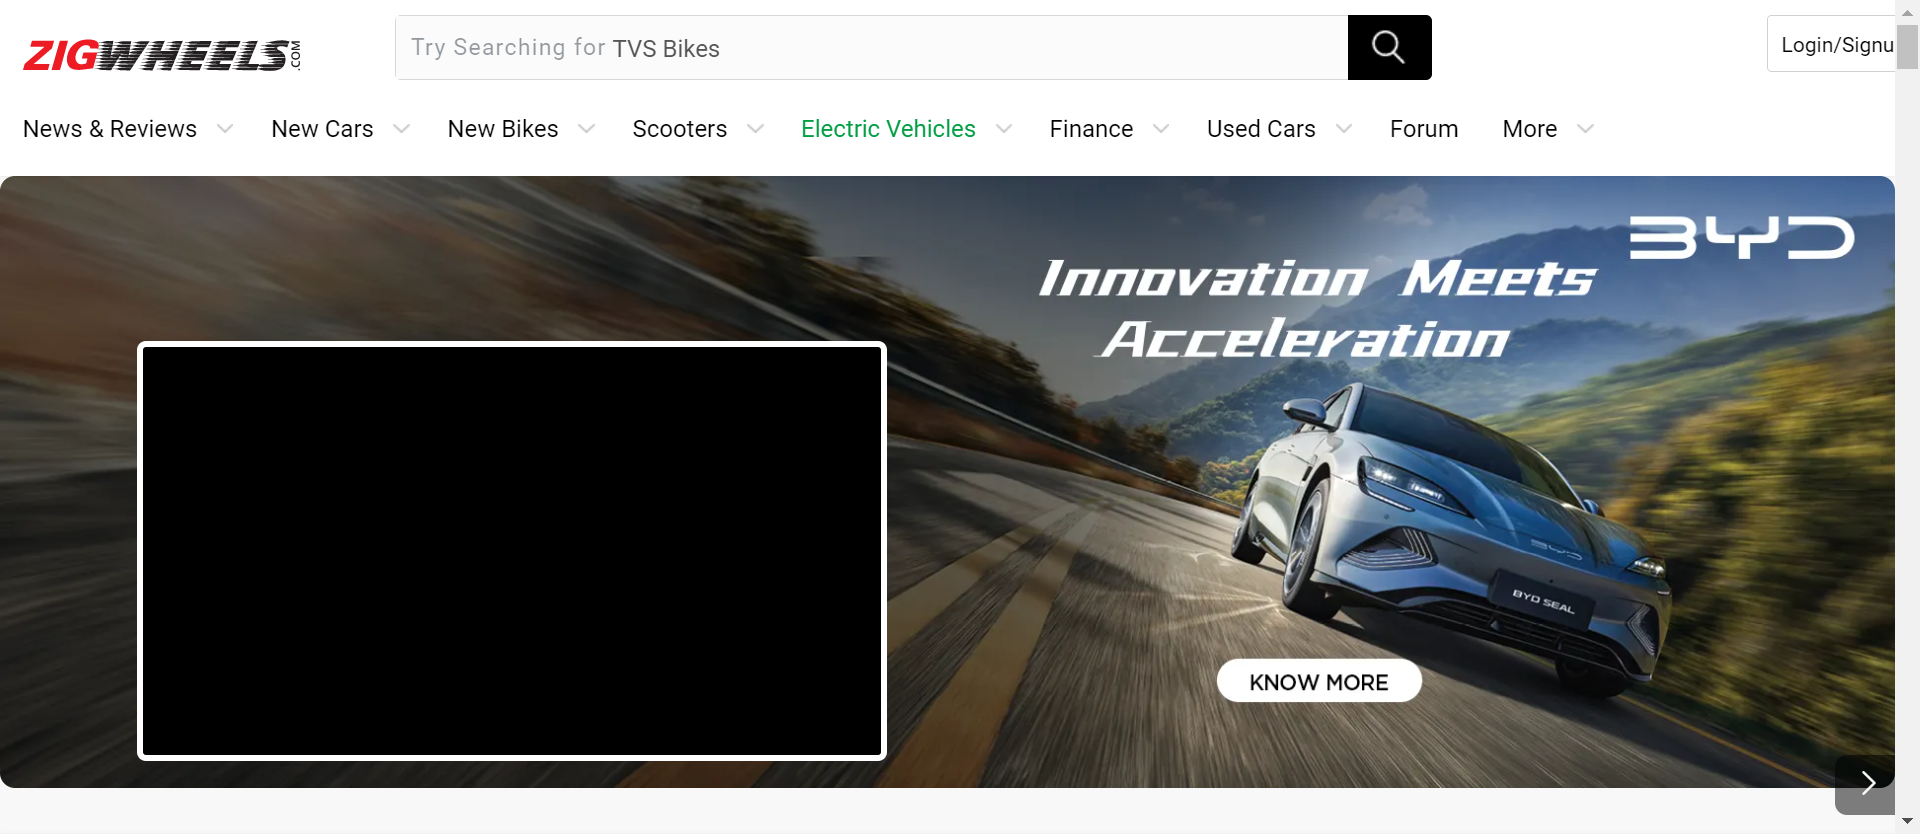 ZIGWHEELS.COM
Try Searching for TVS Bikes
Login/Signu
News & Reviews
New Cars
New Bikes
Scooters
Electric Vehicles
Finance
Used Cars
Forum
More
BYD
Innovation Meets
Acceleration
BYD
BYD SEAL
KNOW MORE